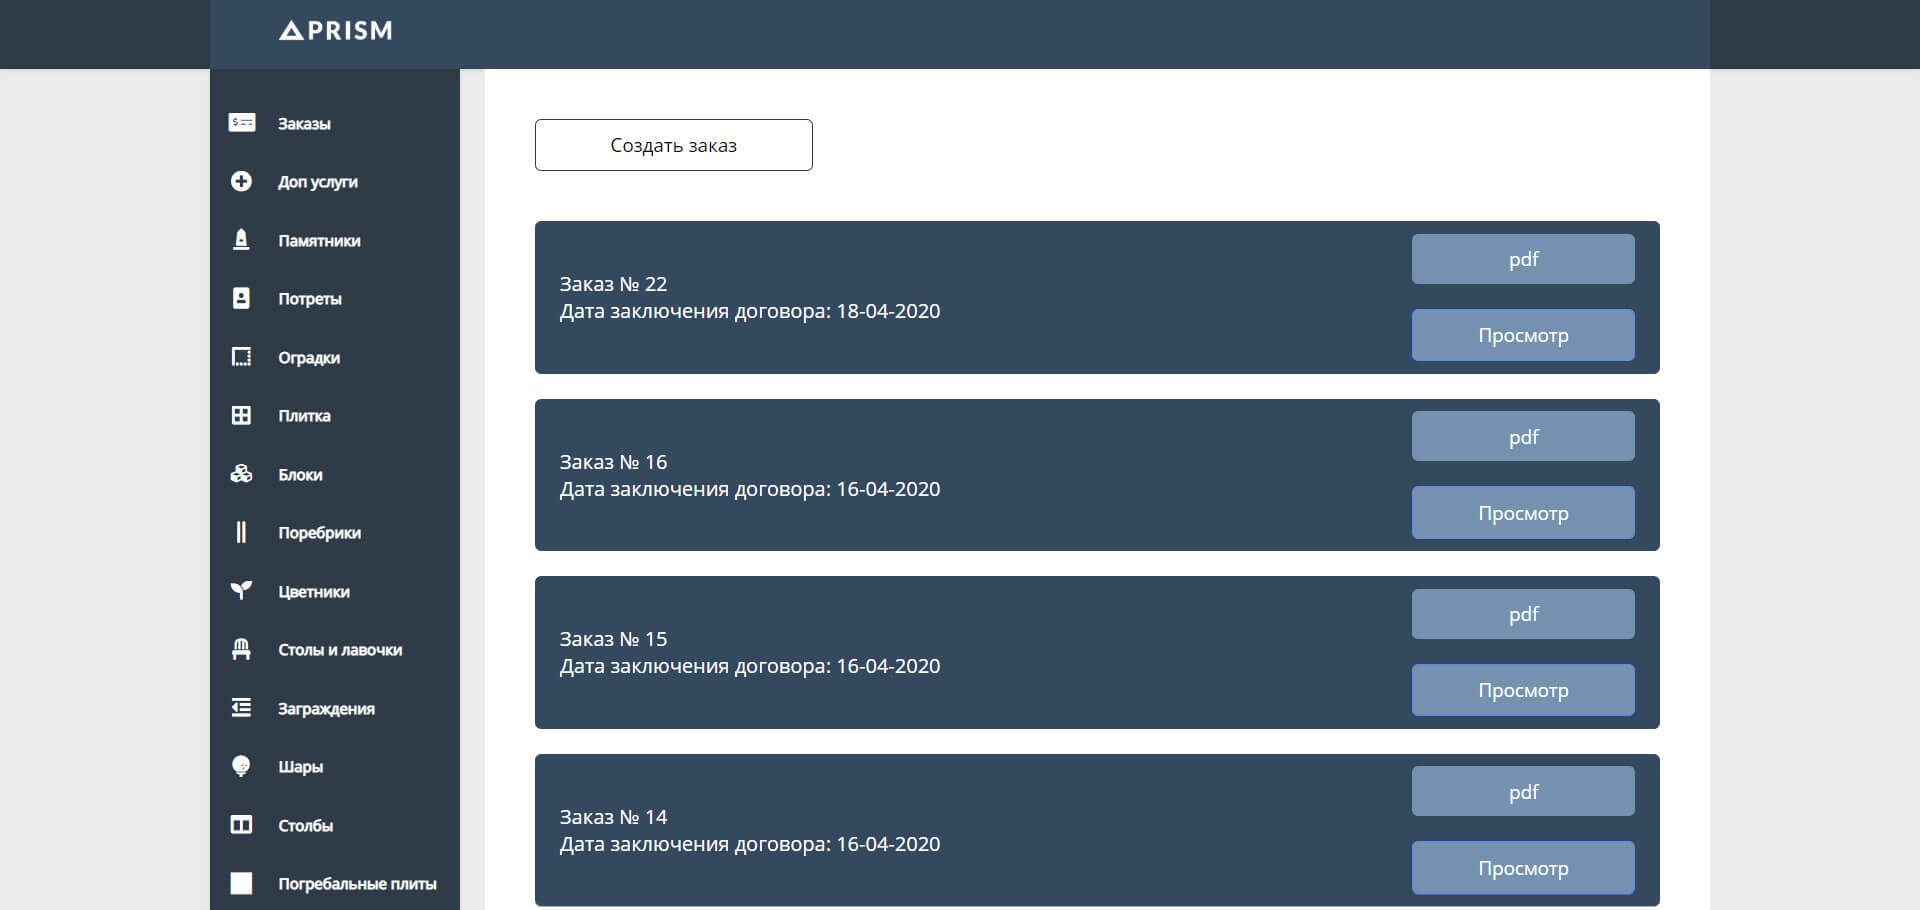 PRISM
Заказы
Доп услуги
Памятники
Потреты
Оградки
Плитка
Блоки
Поребрики
Цветники
Столы и лавочки
Заграждения
Шары
Столбы
Погребальные плиты
Создать заказ
Заказ № 22
Дата заключения договора: 18-04-2020
pdf
Просмотр
Заказ № 16
Дата заключения договора: 16-04-2020
pdf
Просмотр
Заказ № 15
Дата заключения договора: 16-04-2020
pdf
Просмотр
Заказ № 14
Дата заключения договора: 16-04-2020
pdf
Просмотр